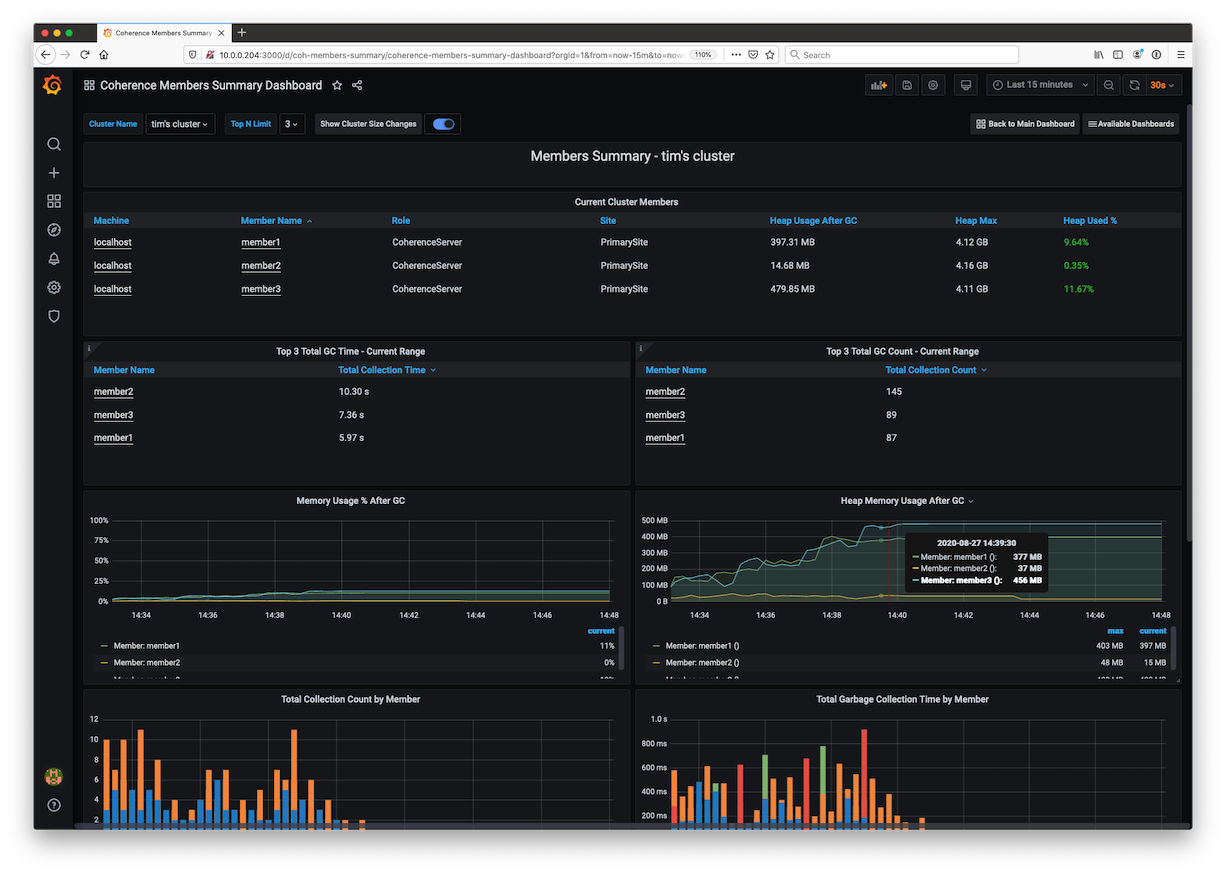 Coherence Members Summary
10.0.0.204:3000/d/coh-members-summary/coherence-members-summary-dashboard?orgId=1&from=now-15m&to=now 110% Search
Coherence Members Summary Dashboard Last 15 minutes 30s
Cluster Name tim's cluster Top N Limit 3 Show Cluster Size Changes Back to Main Dashboard Available Dashboards
Members Summary - tim's cluster
Current Cluster Members
Machine Member Name Role Site Heap Usage After GC Heap Max Heap Used %
localhost member1 CoherenceServer PrimarySite 397.31 MB 4.12 GB 9.64%
localhost member2 CoherenceServer PrimarySite 14.68 MB 4.16 GB 0.35%
localhost member3 CoherenceServer PrimarySite 479.85 MB 4.11 GB 11.67%
Top 3 Total GC Time - Current Range
Member Name Total Collection Time
member2 10.30 s
member3 7.36 s
member1 5.97 s
Top 3 Total GC Count - Current Range
Member Name Total Collection Count
member2 145
member3 89
member1 87
Memory Usage % After GC
100%
75%
50%
25%
0%
14:34 14:36 14:38 14:40 14:42 14:44 14:46 14:48
current
Member: member1 11%
Member: member2 0%
Heap Memory Usage After GC
500 MB
400 MB
300 MB
200 MB
100 MB
0 B
2020-08-27 14:39:30
Member: member1 (): 377 MB
Member: member2 (): 37 MB
Member: member3 (): 456 MB
14:34 14:36 14:38 14:40 14:42 14:44 14:46 14:48
max current
Member: member1 () 403 MB 397 MB
Member: member2 () 48 MB 15 MB
Total Collection Count by Member
12
10
8
6
4
2
Total Garbage Collection Time by Member
1.0 s
800 ms
600 ms
400 ms
200 ms